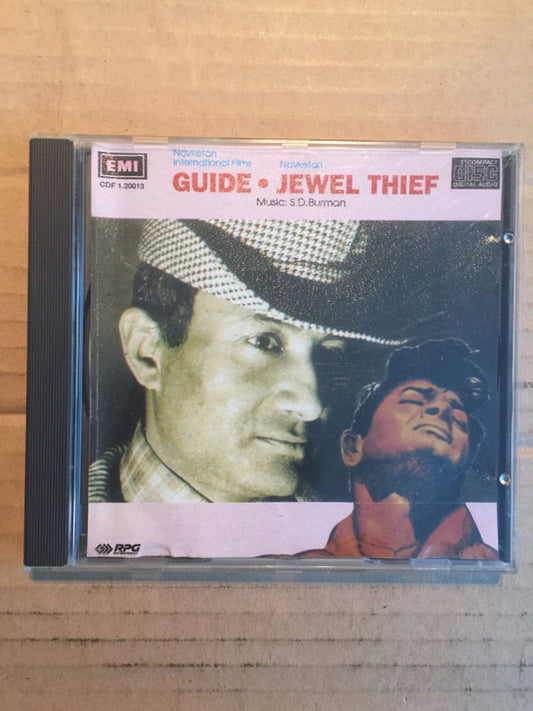 EMI
CDF 1.20013
Navketan
International Films
Navketan
GUIDE • JEWEL THIEF
Music: S.D.Burman
COMPACT
disc
DIGITAL AUDIO
RPG